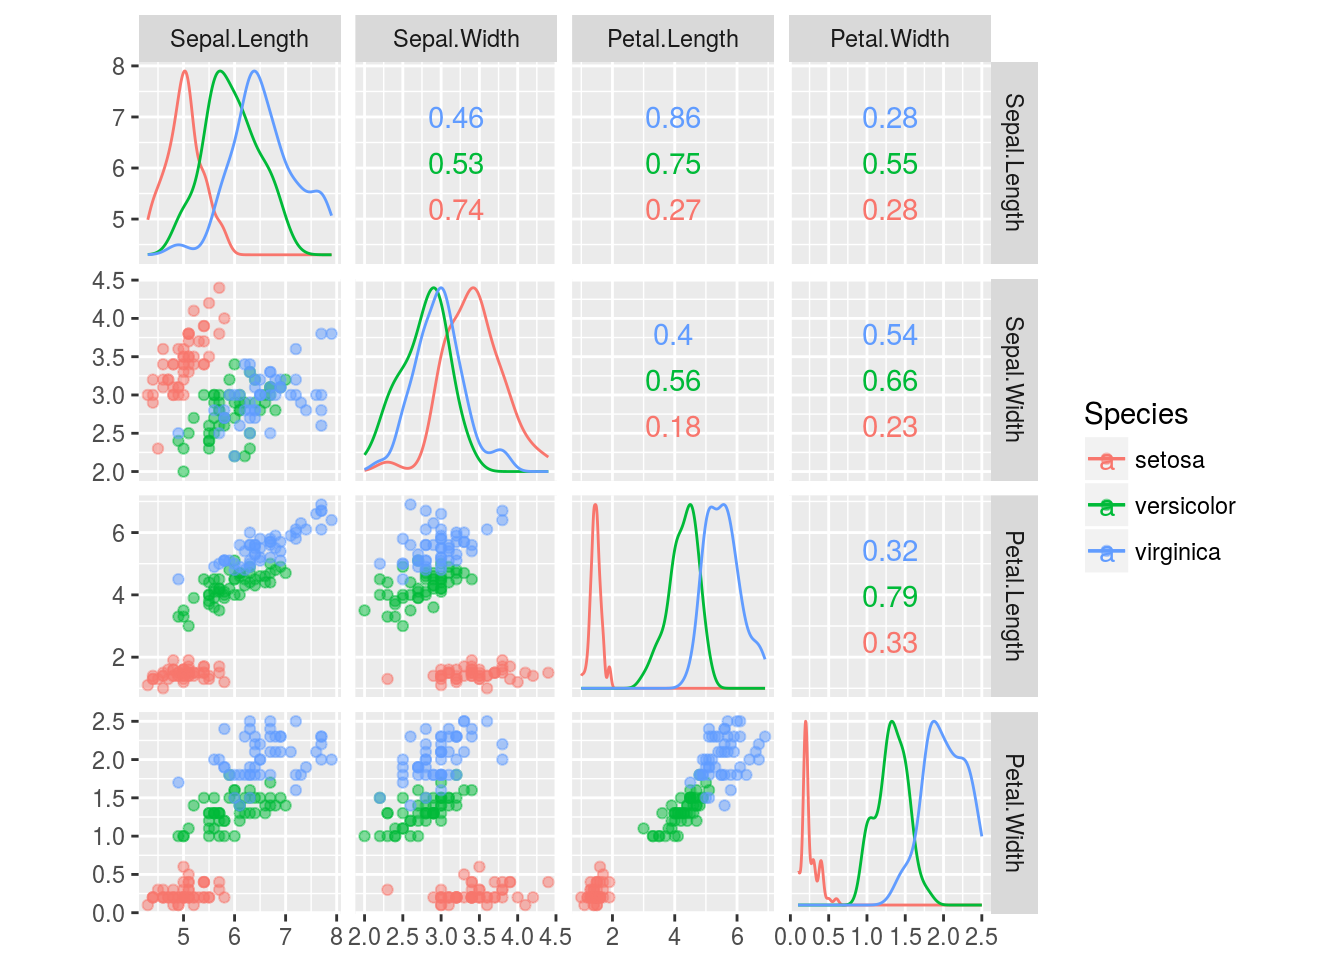 Sepal.Length Sepal.Width Petal.Length Petal.Width
8
7
6
5
0.46 0.86 0.28
0.53 0.75 0.55
0.74 0.27 0.28
Sepal.Length
4.5
4.0
3.5
3.0
2.5
2.0
0.4 0.54
0.56 0.66
0.18 0.23
Sepal.Width
6
4
2
0.32
0.79
0.33
Petal.Length
2.5
2.0
1.5
1.0
0.5
0.0
Petal.Width
5 6 7 8 2.0 2.5 3.0 3.5 4.0 4.5 2 4 6 0.0 0.5 1.0 1.5 2.0 2.5
Species
a setosa
a versicolor
a virginica